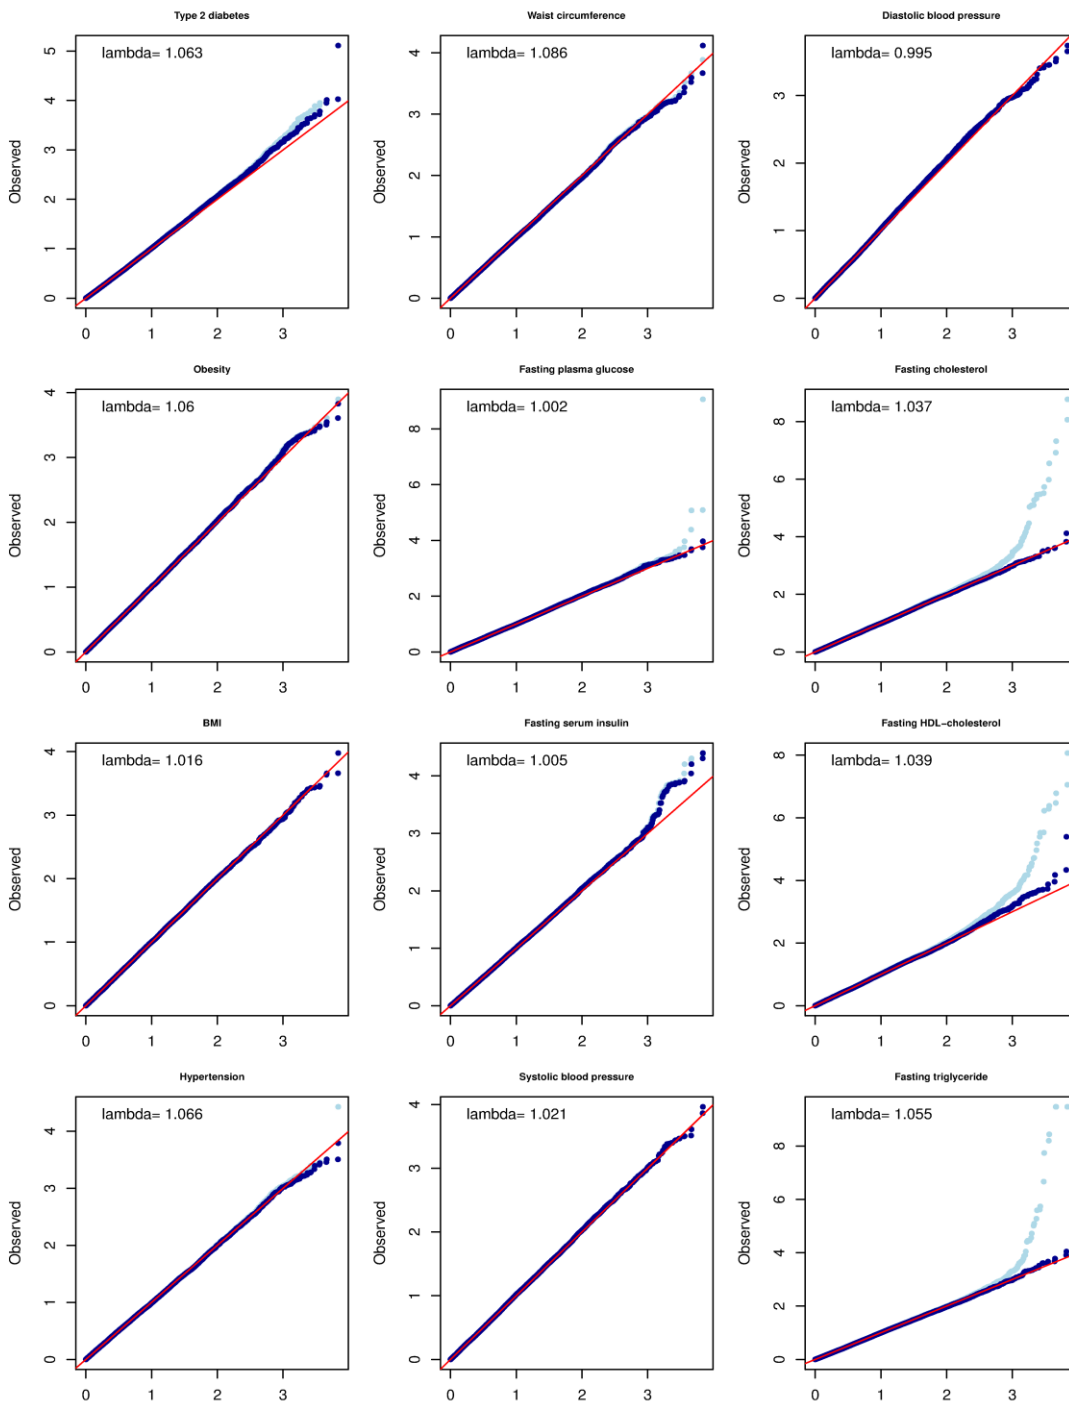 Type 2 diabetes
lambda= 1.063
Observed
5
4
3
2
1
0
0 1 2 3
Waist circumference
lambda= 1.086
Observed
4
3
2
1
0
0 1 2 3
Diastolic blood pressure
lambda= 0.995
Observed
3
2
1
0
0 1 2 3
Obesity
lambda= 1.06
Observed
4
3
2
1
0
0 1 2 3
Fasting plasma glucose
lambda= 1.002
Observed
8
6
4
2
0
0 1 2 3
Fasting cholesterol
lambda= 1.037
Observed
8
6
4
2
0
0 1 2 3
BMI
lambda= 1.016
Observed
4
3
2
1
0
0 1 2 3
Fasting serum insulin
lambda= 1.005
Observed
4
3
2
1
0
0 1 2 3
Fasting HDL−cholesterol
lambda= 1.039
Observed
8
6
4
2
0
0 1 2 3
Hypertension
lambda= 1.066
Observed
4
3
2
1
0
0 1 2 3
Systolic blood pressure
lambda= 1.021
Observed
4
3
2
1
0
0 1 2 3
Fasting triglyceride
lambda= 1.055
Observed
8
6
4
2
0
0 1 2 3